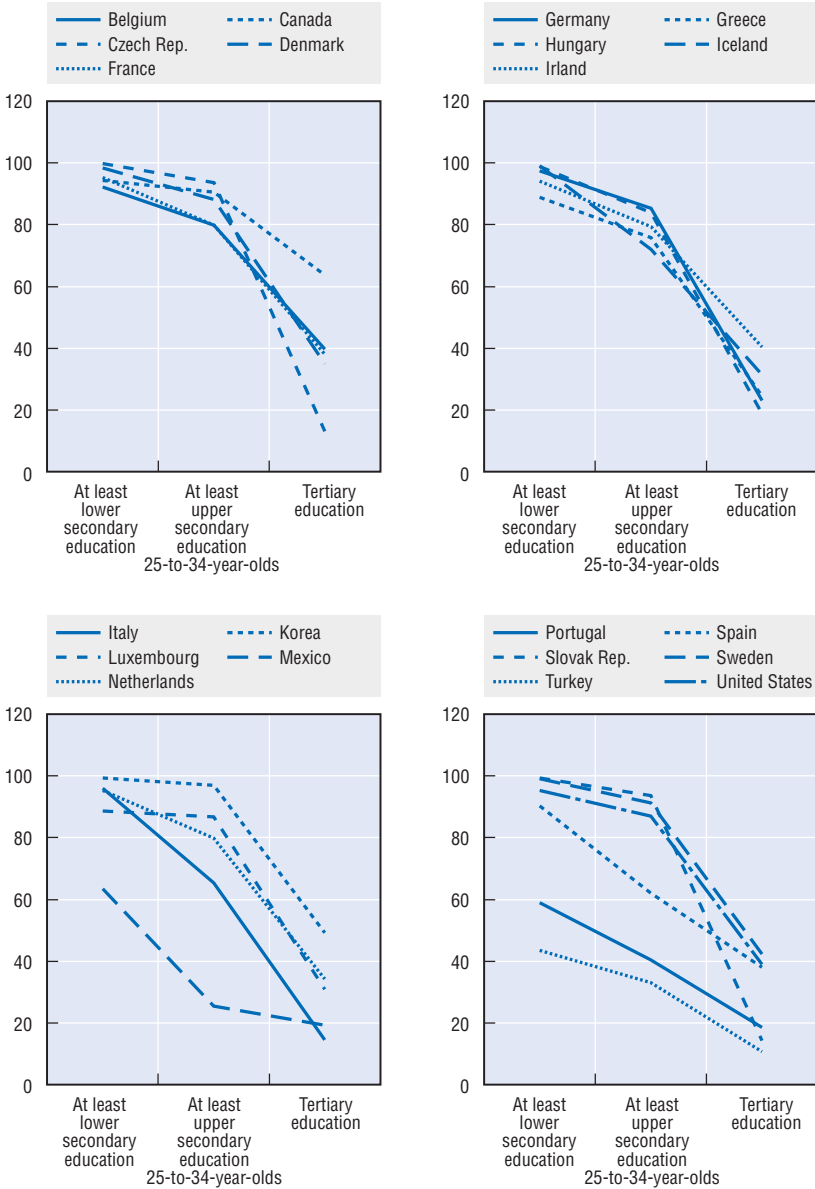 Belgium Canada
Czech Rep. Denmark
France
120
100
80
60
40
20
0
At least lower secondary education
At least upper secondary education
Tertiary education
25-to-34-year-olds
Germany Greece
Hungary Iceland
Irland
120
100
80
60
40
20
0
At least lower secondary education
At least upper secondary education
Tertiary education
25-to-34-year-olds
Italy Korea
Luxembourg Mexico
Netherlands
120
100
80
60
40
20
0
At least lower secondary education
At least upper secondary education
Tertiary education
25-to-34-year-olds
Portugal Spain
Slovak Rep. Sweden
Turkey United States
120
100
80
60
40
20
0
At least lower secondary education
At least upper secondary education
Tertiary education
25-to-34-year-olds